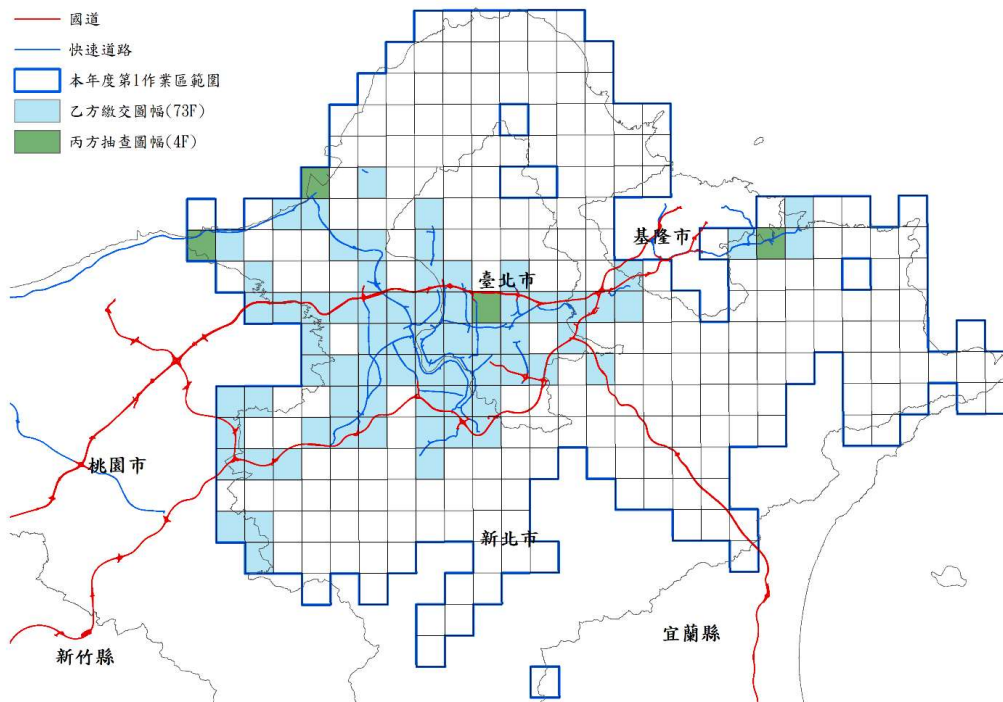 國道
快速道路
本年度第1作業區範圍
乙方繳交圖幅(73F)
丙方抽查圖幅(4F)
基隆市
臺北市
桃園市
新北市
宜蘭縣
新竹縣